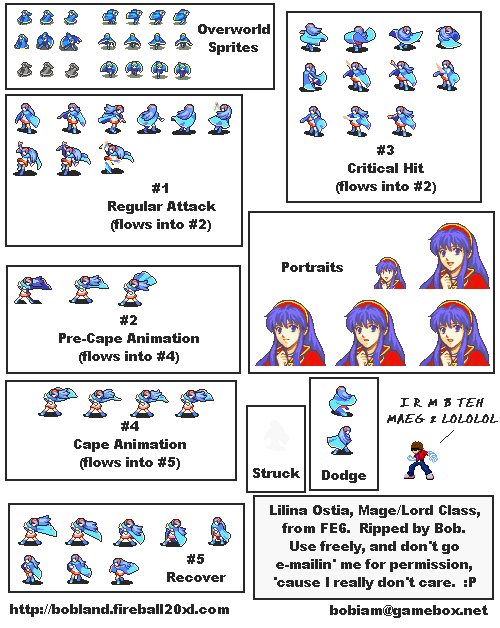 Overworld
Sprites
#1
Regular Attack
(flows into #2)
#3
Critical Hit
(flows into #2)
Portraits
#2
Pre-Cape Animation
(flows into #4)
#4
Cape Animation
(flows into #5)
Struck
Dodge
I R M B TEH
MAEG 2 LOLOLOL
#5
Recover
Lilina Ostia, Mage/Lord Class,
from FE6. Ripped by Bob.
Use freely, and don't go
e-mailin' me for permission,
'cause I really don't care. :P
http://bobland.fireball20xl.com
bobiam@gamebox.net